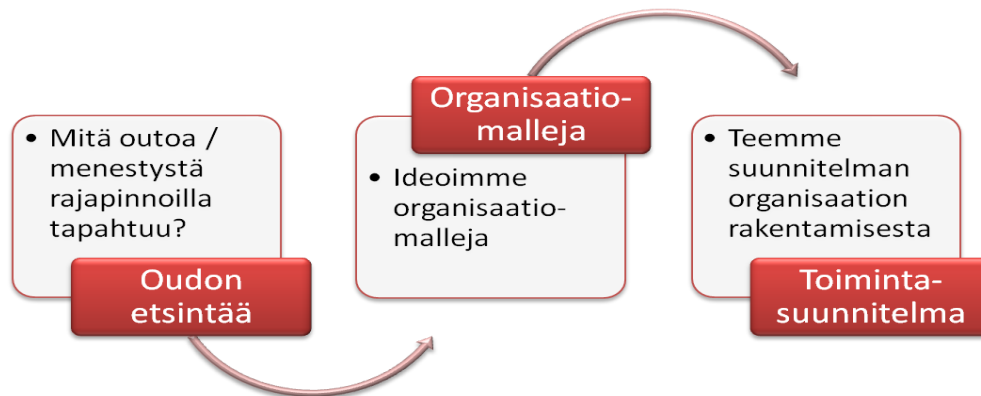 • Mitä outoa /
menestystä
rajapinnoilla
tapahtuu?
Oudon
etsintää
Organisaatio-
malleja
• Ideoimme
organisaatio-
malleja
• Teemme
suunnitelman
organisaation
rakentamisesta
Toiminta-
suunnitelma